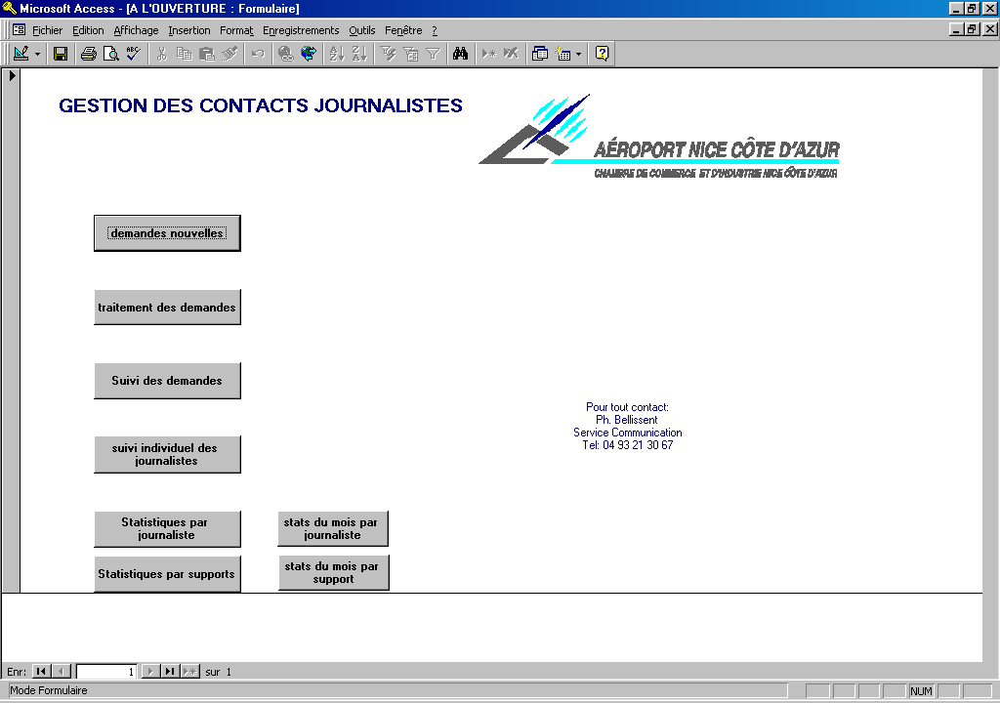 Microsoft Access - [A L'OUVERTURE : Formulaire]
Fichier Edition Affichage Insertion Format Enregistrements Outils Fenêtre ?
ABC
GESTION DES CONTACTS JOURNALISTES
AÉROPORT NICE CÔTE D'AZUR
CHAMBRE DE COMMERCE ET D'INDUSTRIE NICE CÔTE D'AZUR
demandes nouvelles
traitement des demandes
Suivi des demandes
suivi individuel des
journalistes
Pour tout contact:
Ph. Bellissent
Service Communication
Tel: 04 93 21 30 67
Statistiques par
journaliste
stats du mois par
journaliste
Statistiques par supports
stats du mois par
support
Enr: 1 sur 1
Mode Formulaire NUM